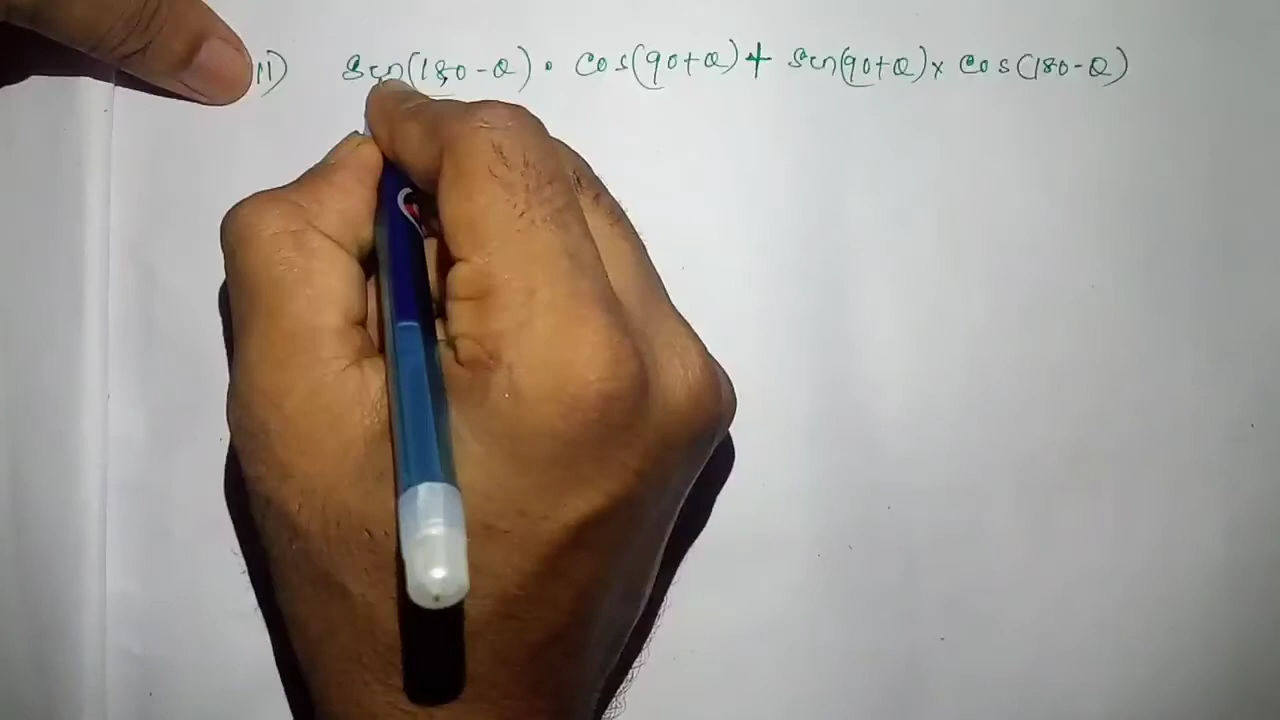 11) Sin(180-θ) . Cos(90+θ) + Sin(90+θ) x Cos(180-θ)